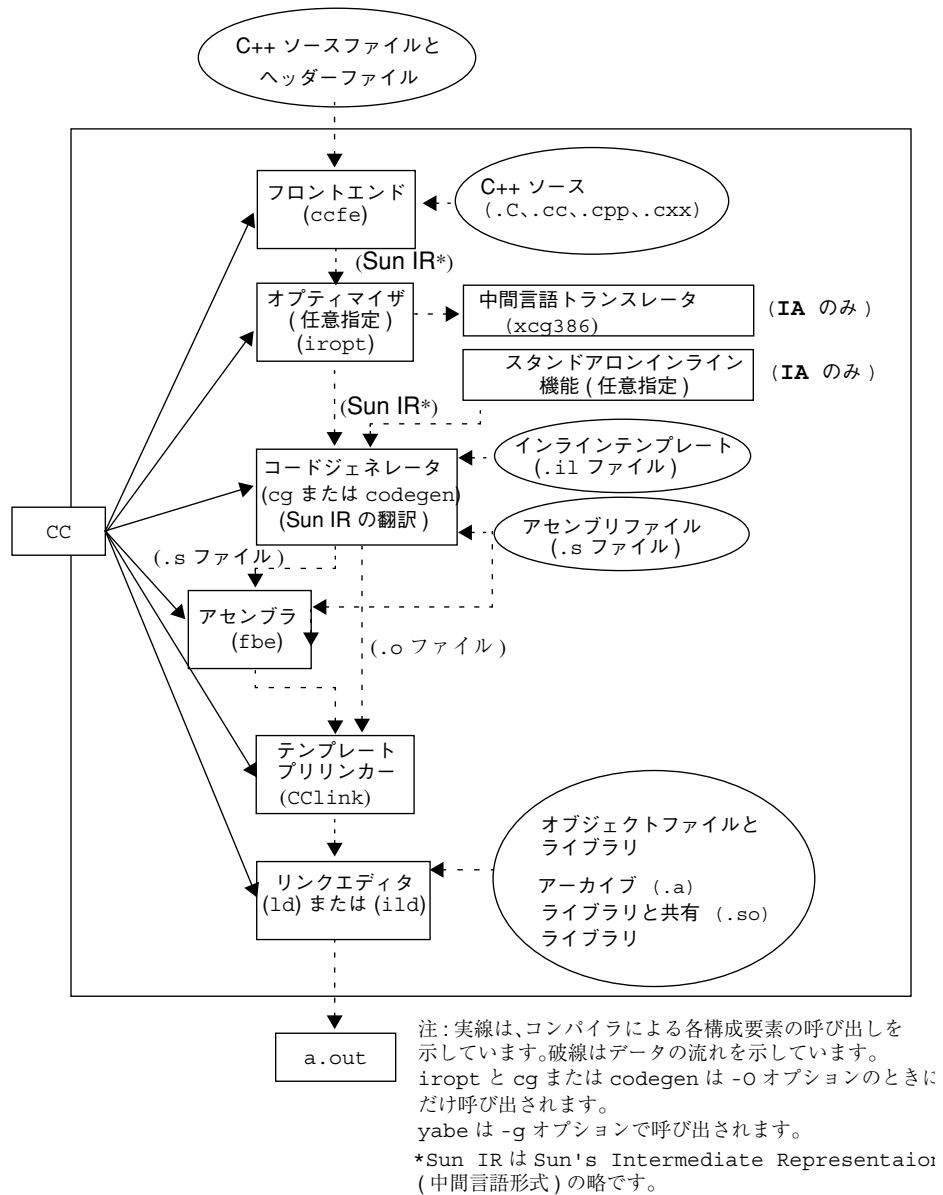 C++ ソースファイルと
ヘッダーファイル
フロントエンド
(ccfe)
C++ ソース
(.C、.cc、.cpp、.cxx)
(Sun IR*)
オプティマイザ
(任意指定)
(iropt)
中間言語トランスレータ
(xcg386)
(IA のみ)
スタンドアロンインライン
機能(任意指定)
(IA のみ)
(Sun IR*)
コードジェネレータ
(cg または codegen)
(Sun IR の翻訳)
インラインテンプレート
(.il ファイル)
アセンブリファイル
(.s ファイル)
CC
(.s ファイル)
アセンブラ
(fbe)
(.o ファイル)
テンプレート
プリリンカー
(CClink)
リンクエディタ
(ld) または (ild)
オブジェクトファイルと
ライブラリ
アーカイブ (.a)
ライブラリと共有 (.so)
ライブラリ
a.out
注:実線は、コンパイラによる各構成要素の呼び出しを
示しています。破線はデータの流れを示しています。
iropt と cg または codegen は -O オプションのときに
だけ呼び出されます。
yabe は -g オプションで呼び出されます。
*Sun IR は Sun's Intermediate Representaion
(中間言語形式)の略です。